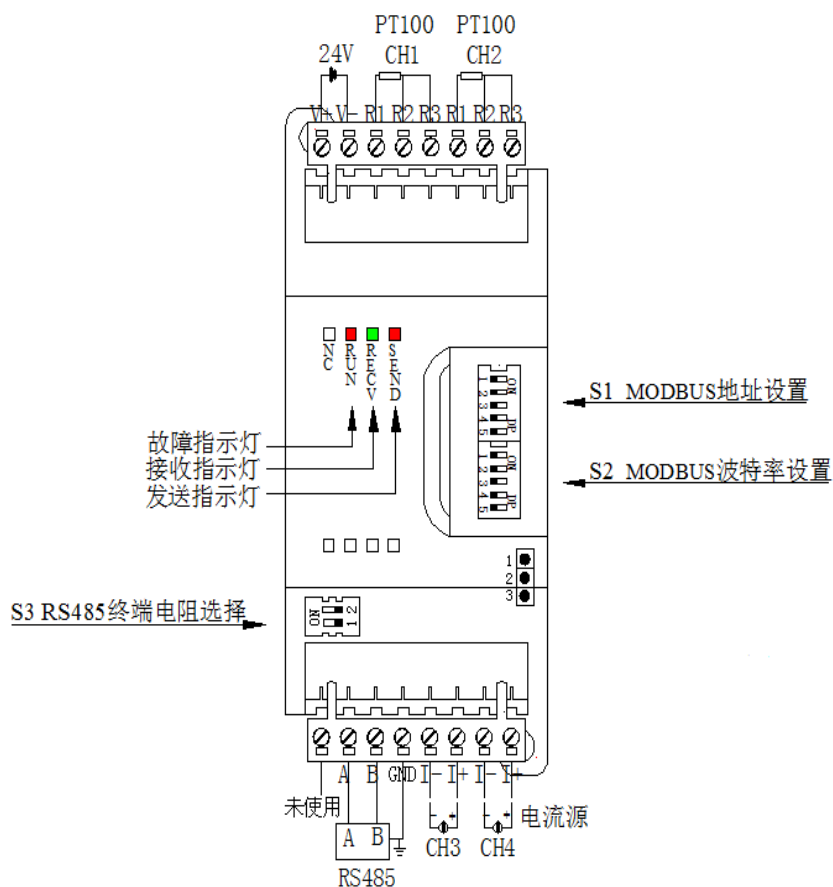 PT100 PT100
24V CH1 CH2
V+ V- R1 R2 R3 R1 R2 R3
NC RUN RECV SEND
ON
1 2 3 4 5
DP
S1 MODBUS地址设置
ON
1 2 3 4 5
DP
S2 MODBUS波特率设置
故障指示灯
接收指示灯
发送指示灯
1
2
3
S3 RS485终端电阻选择
ON
1 2
A B GND I- I+ I- I+
未使用
- + - + 电流源
A B
CH3 CH4
RS485